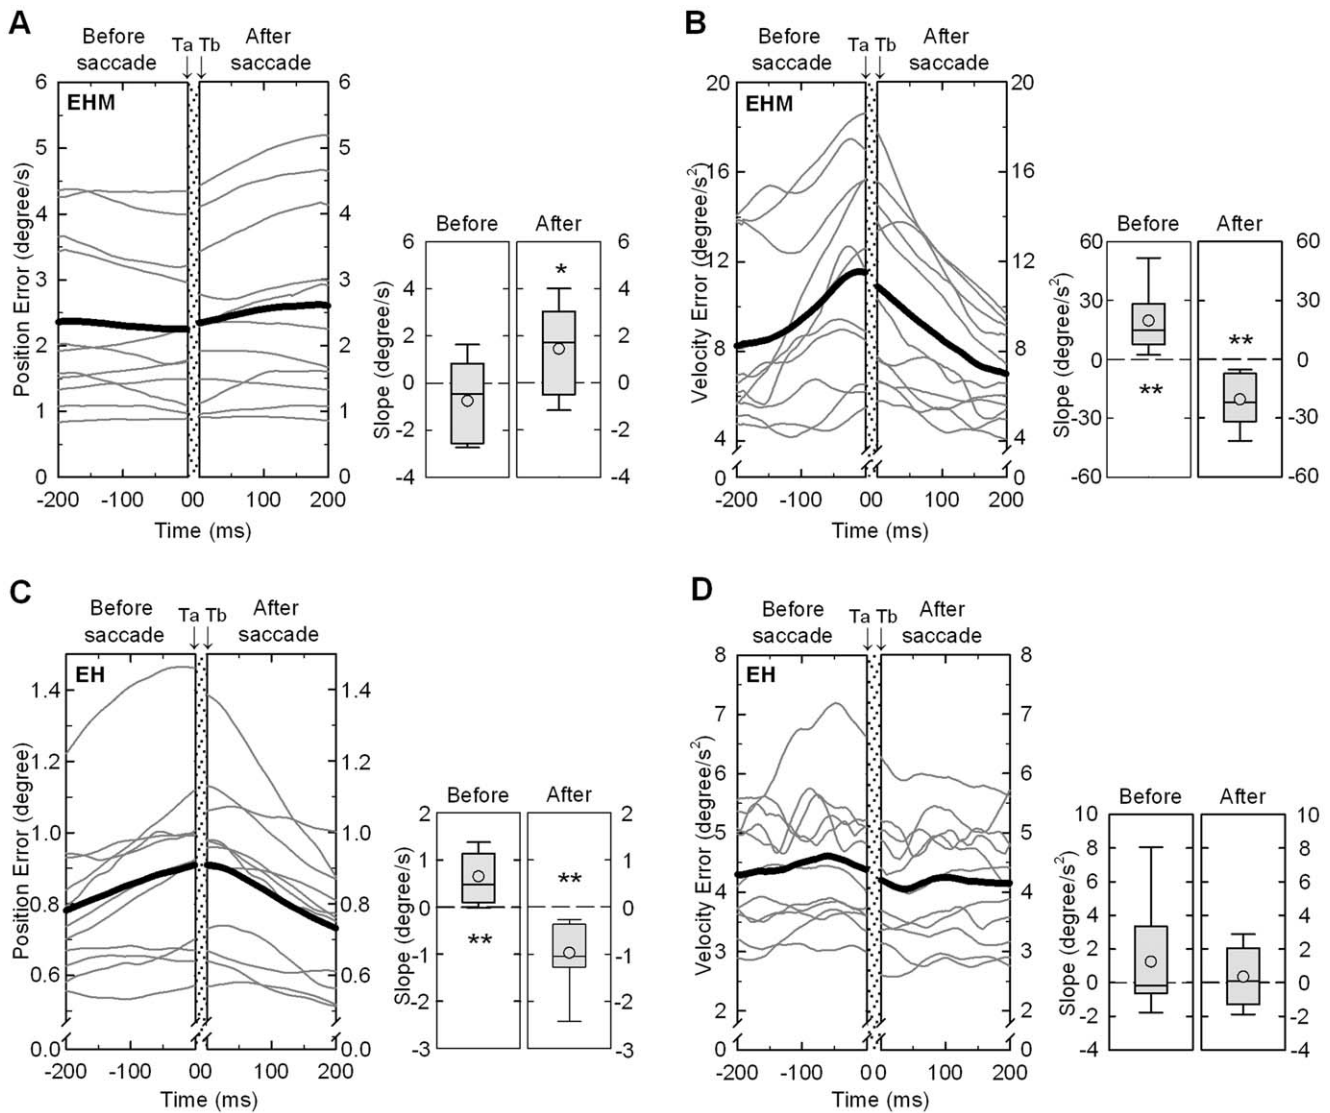 A
Before saccade
Ta Tb
After saccade
EHM
Position Error (degree/s)
6 5 4 3 2 1 0
6 5 4 3 2 1 0
-200 -100 0 0 100 200
Time (ms)
Before After
Slope (degree/s)
6 4 2 0 -2 -4
*
6 4 2 0 -2 -4
B
Before saccade
Ta Tb
After saccade
EHM
Velocity Error (degree/s²)
20 16 12 8 4 0
20 16 12 8 4 0
-200 -100 0 0 100 200
Time (ms)
Before After
Slope (degree/s²)
60 30 0 -30 -60
**
**
60 30 0 -30 -60
C
Before saccade
Ta Tb
After saccade
EH
Position Error (degree)
1.4 1.2 1.0 0.8 0.6 0.0
1.4 1.2 1.0 0.8 0.6 0.0
-200 -100 0 0 100 200
Time (ms)
Before After
Slope (degree/s)
2 1 0 -1 -2 -3
**
**
2 1 0 -1 -2 -3
D
Before saccade
Ta Tb
After saccade
EH
Velocity Error (degree/s²)
8 7 6 5 4 3 2 0
8 7 6 5 4 3 2 0
-200 -100 0 0 100 200
Time (ms)
Before After
Slope (degree/s²)
10 8 6 4 2 0 -2 -4
10 8 6 4 2 0 -2 -4